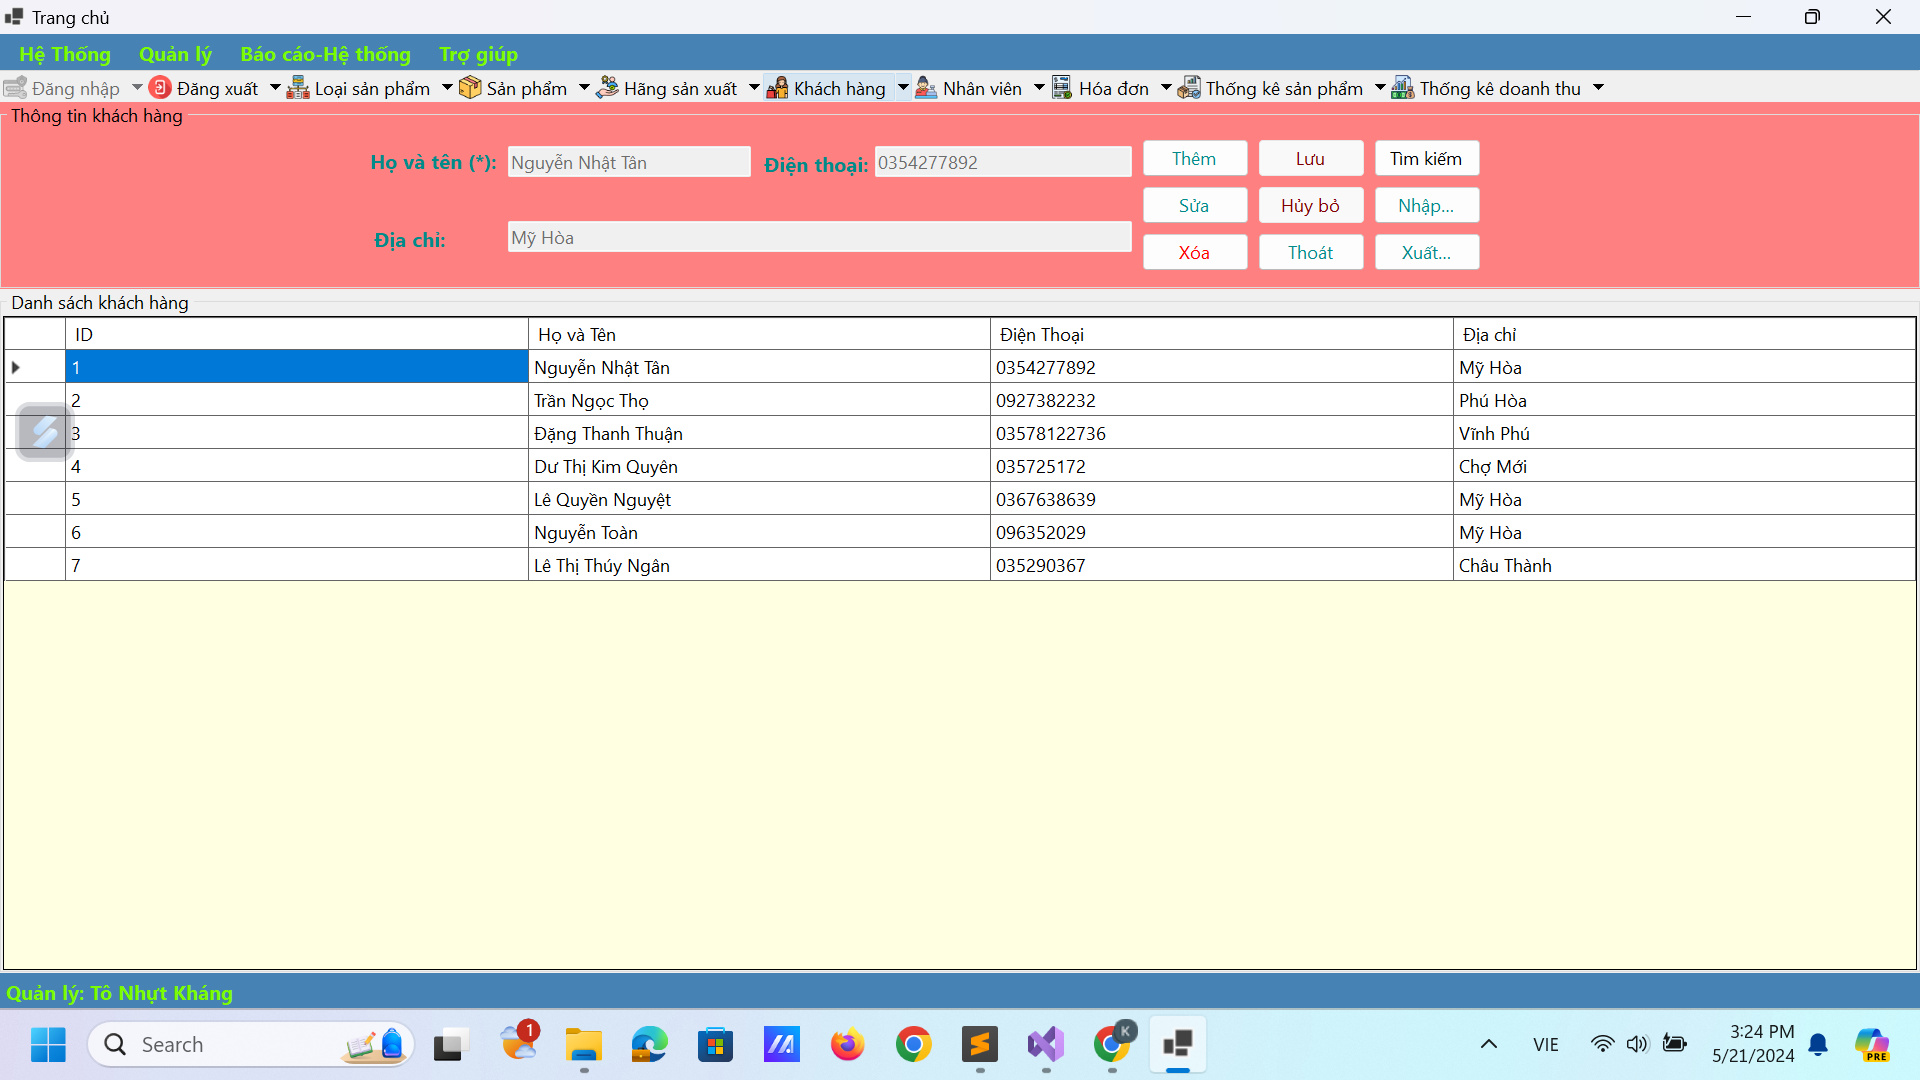 Trang chủ
Hệ Thống Quản lý Báo cáo-Hệ thống Trợ giúp
Đăng nhập Đăng xuất Loại sản phẩm Sản phẩm Hãng sản xuất Khách hàng Nhân viên Hóa đơn Thống kê sản phẩm Thống kê doanh thu
Thông tin khách hàng
Họ và tên (*): Nguyễn Nhật Tân Điện thoại: 0354277892 Thêm Lưu Tìm kiếm
Sửa Hủy bỏ Nhập...
Địa chỉ: Mỹ Hòa Xóa Thoát Xuất...
Danh sách khách hàng
ID Họ và Tên Điện Thoại Địa chỉ
1 Nguyễn Nhật Tân 0354277892 Mỹ Hòa
2 Trần Ngọc Thọ 0927382232 Phú Hòa
3 Đặng Thanh Thuận 03578122736 Vĩnh Phú
4 Dư Thị Kim Quyên 035725172 Chợ Mới
5 Lê Quyền Nguyệt 0367638639 Mỹ Hòa
6 Nguyễn Toàn 096352029 Mỹ Hòa
7 Lê Thị Thúy Ngân 035290367 Châu Thành
Quản lý: Tô Nhựt Kháng
Search 1 K VIE 3:24 PM
5/21/2024 PRE